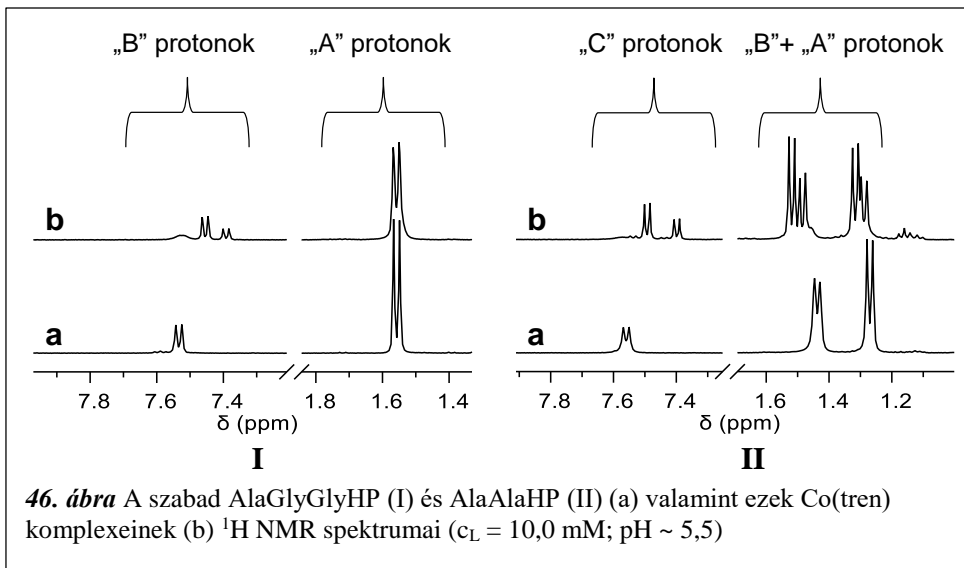 „B” protonok „A” protonok „C” protonok „B”+ „A” protonok
b b
a a
7.8 7.6 7.4 1.8 1.6 1.4 7.8 7.6 7.4 1.6 1.4 1.2
δ (ppm) δ (ppm)
I II
46. ábra A szabad AlaGlyGlyHP (I) és AlaAlaHP (II) (a) valamint ezek Co(tren)
komplexeinek (b) ¹H NMR spektrumai (c_L = 10,0 mM; pH ~ 5,5)